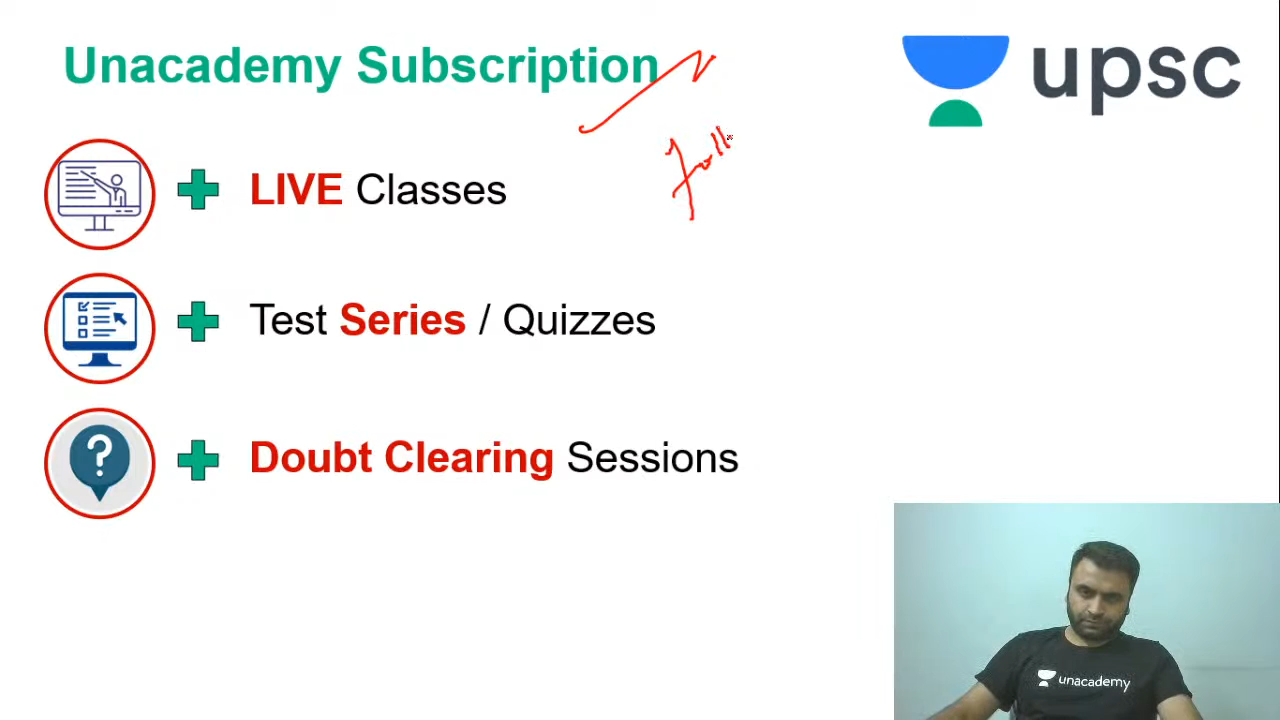 Unacademy Subscription
upsc
LIVE Classes
Test Series / Quizzes
Doubt Clearing Sessions
unacademy